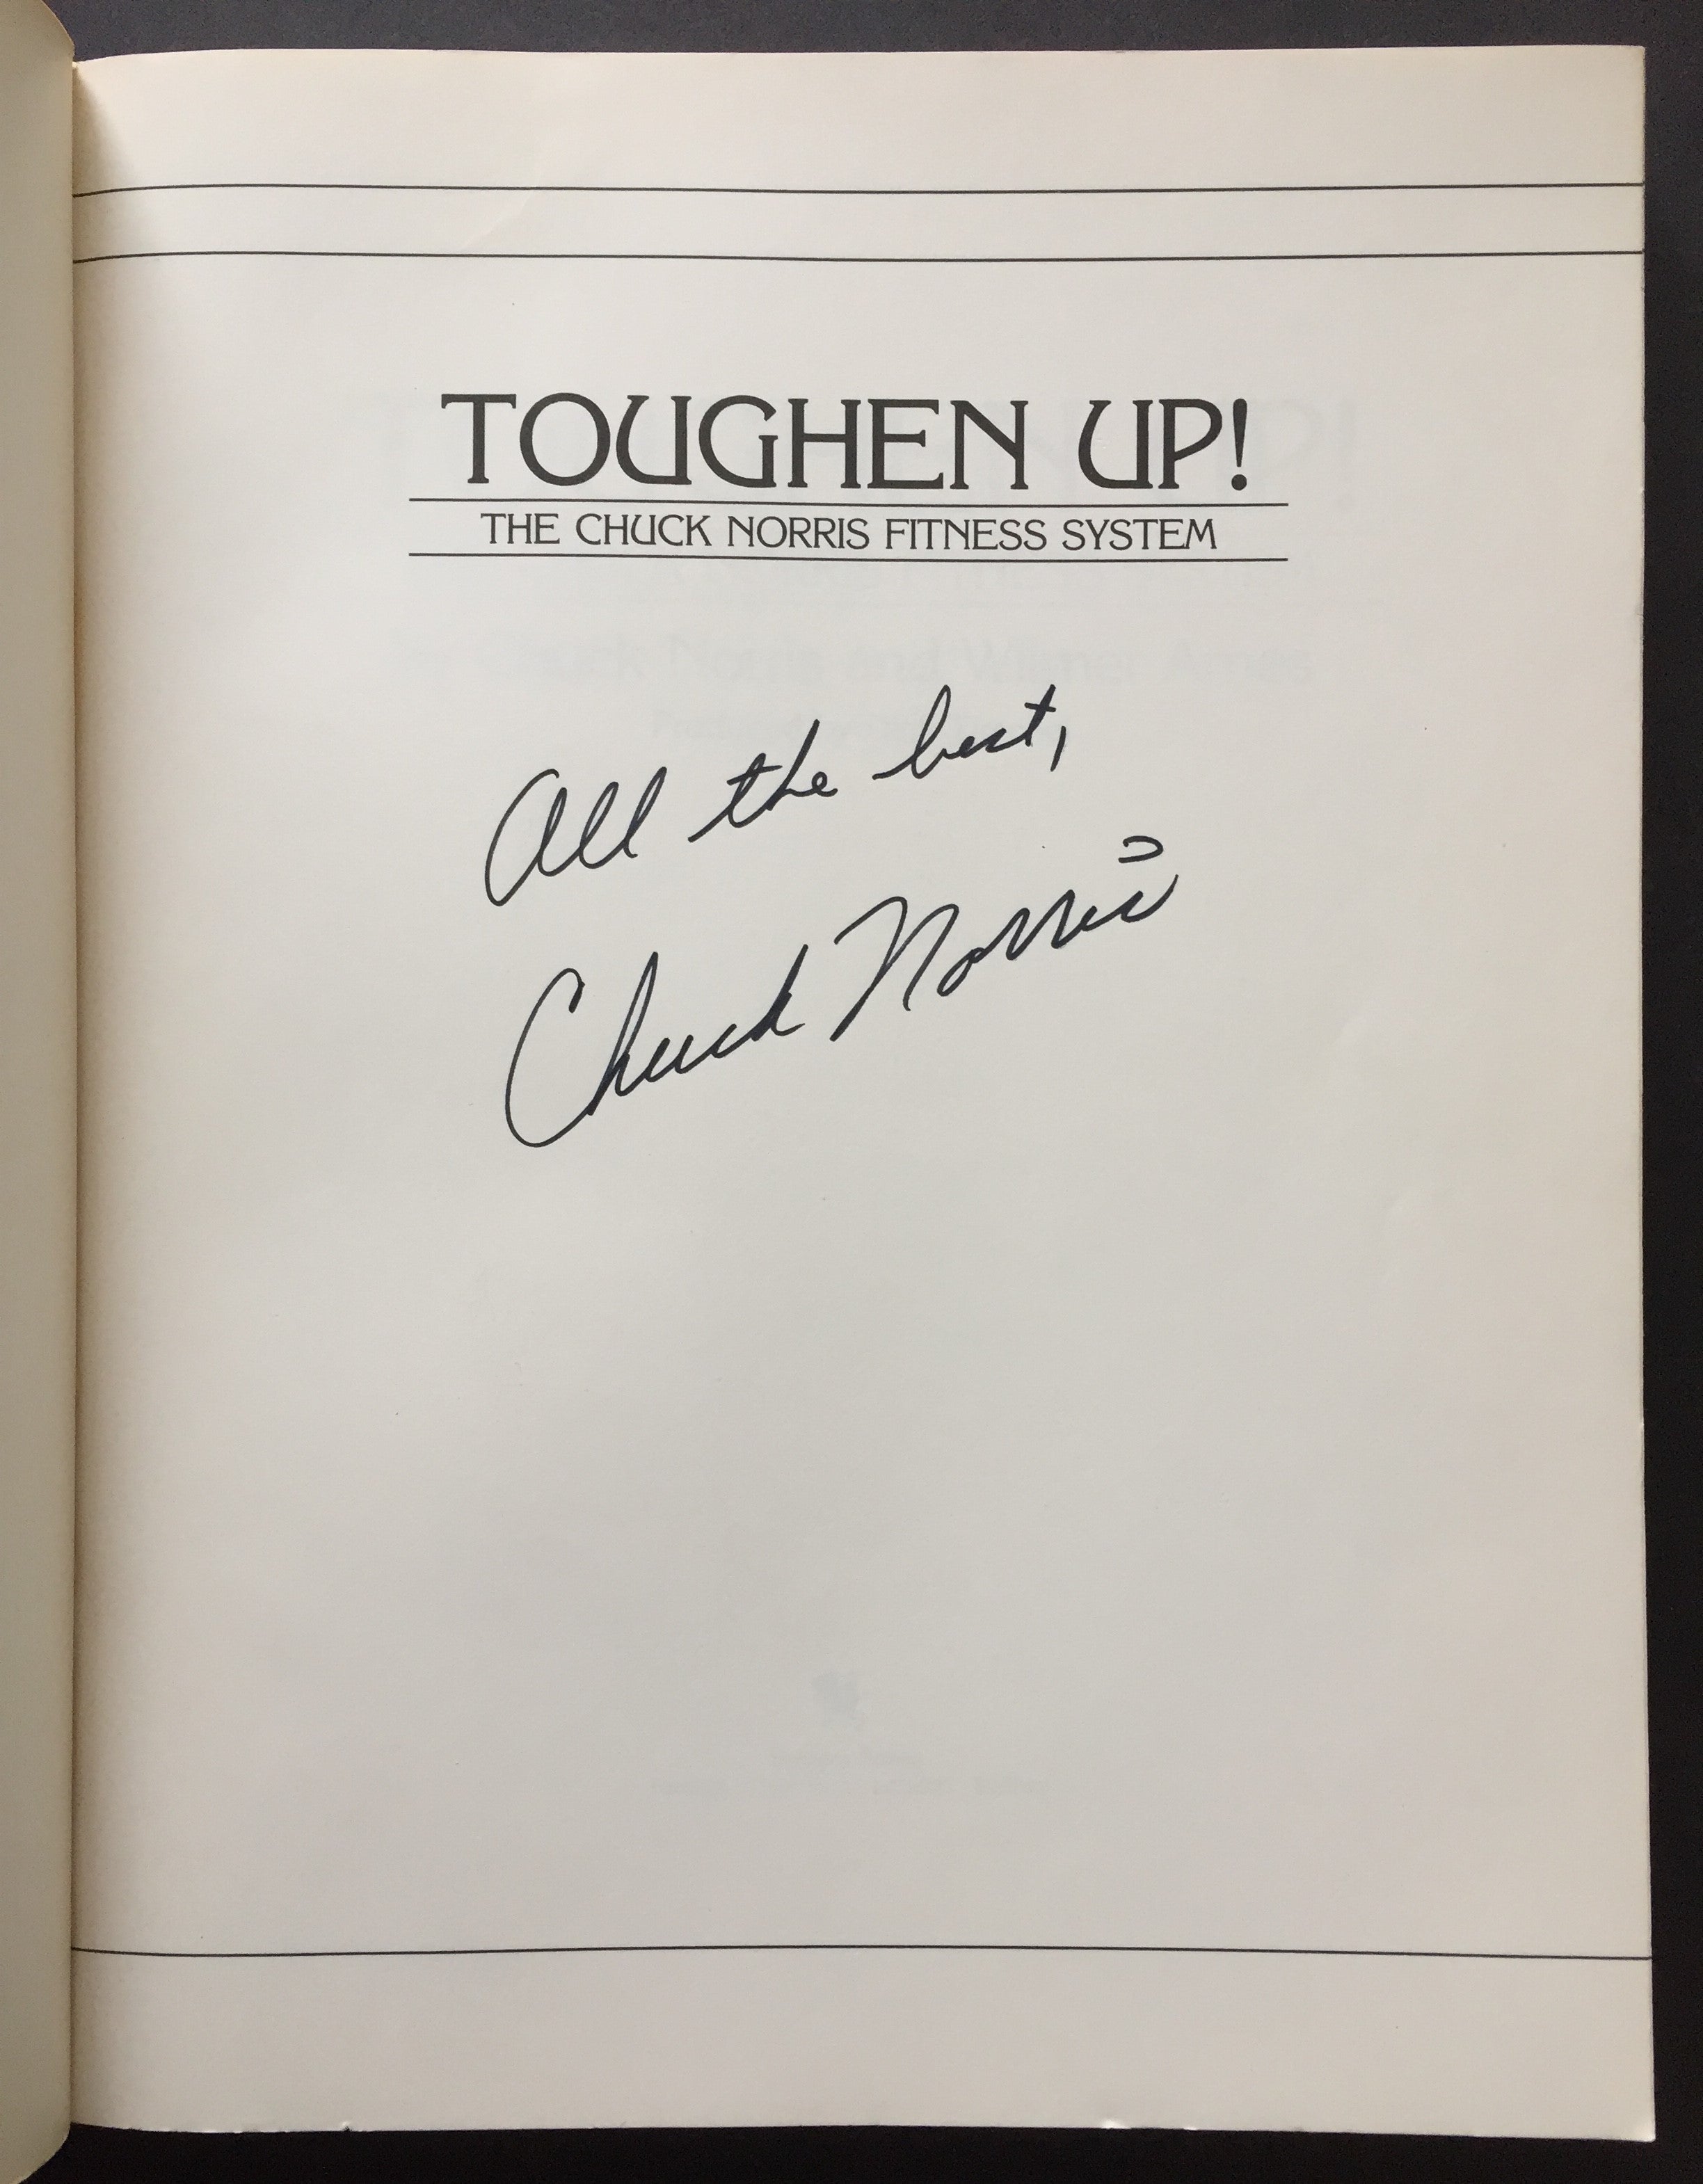 TOUGHEN UP!
THE CHUCK NORRIS FITNESS SYSTEM
All the best,
Chuck Norris